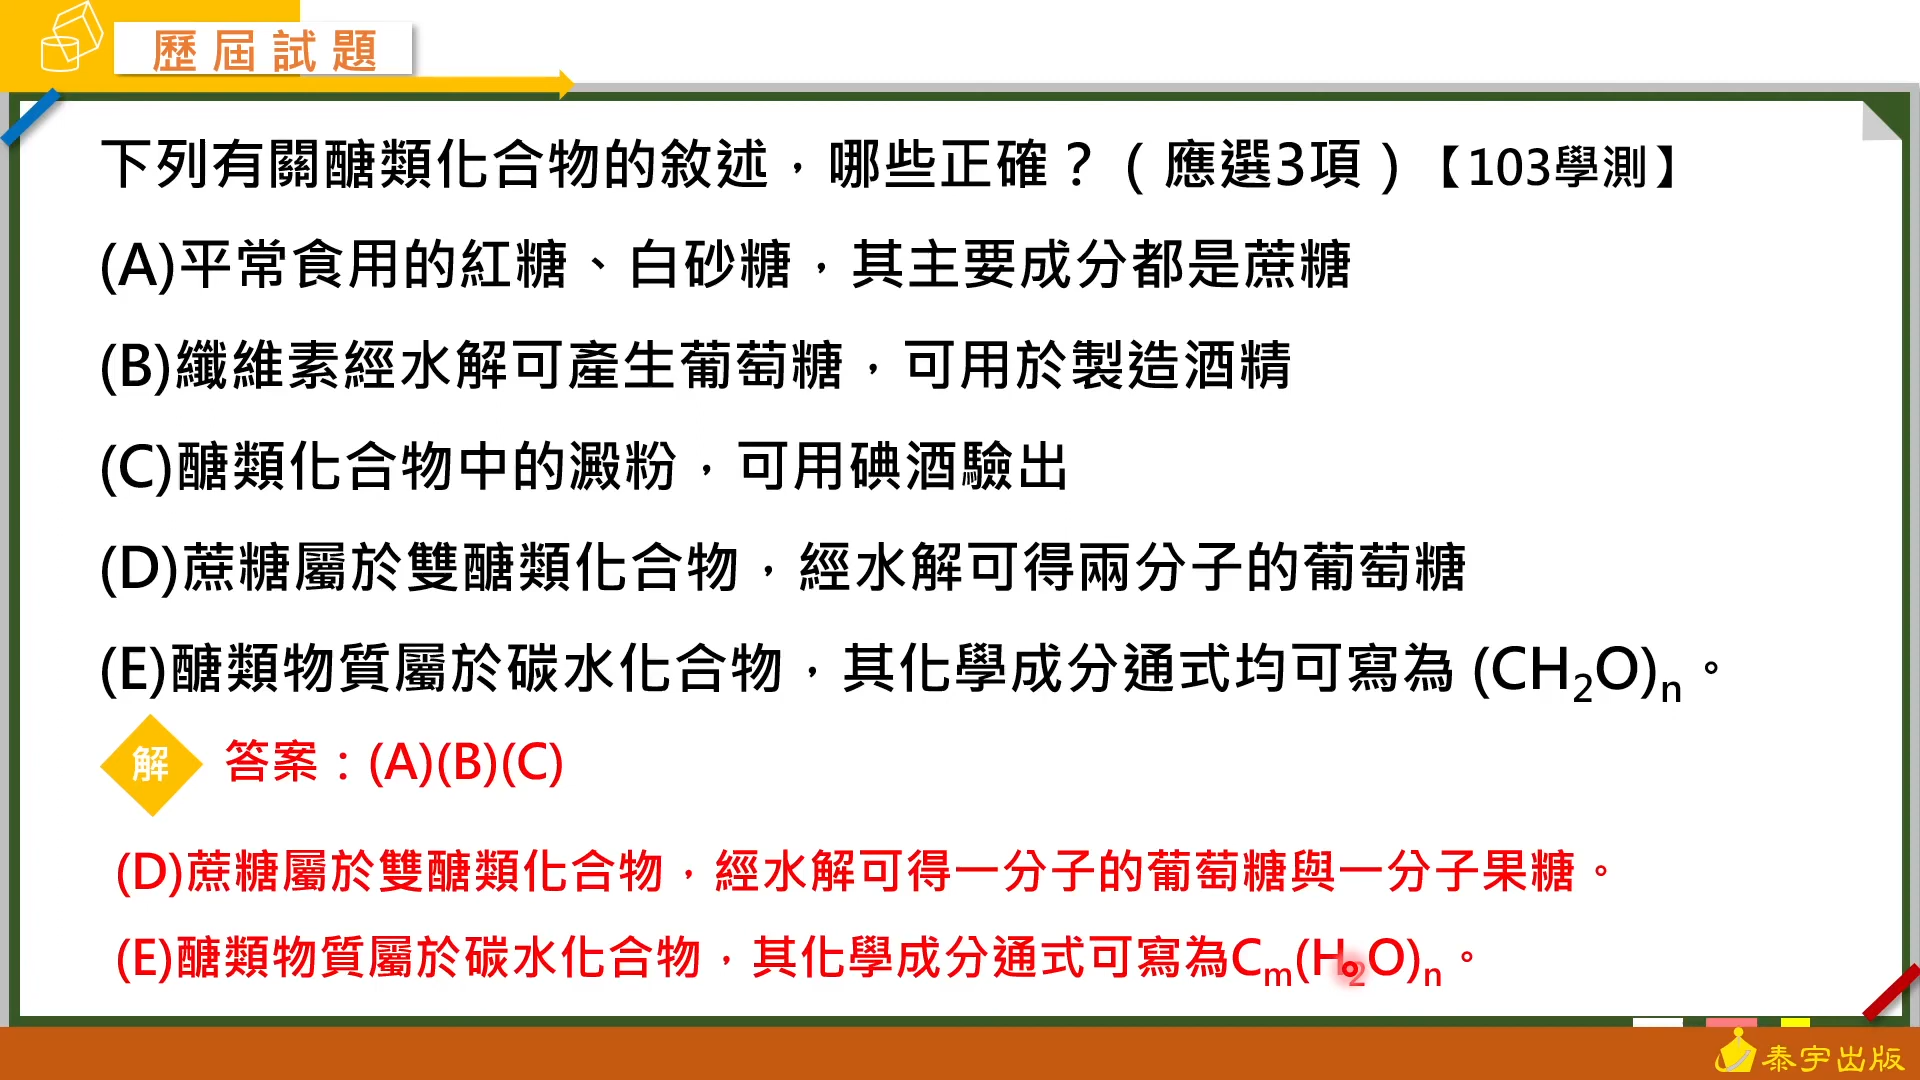 歷屆試題
下列有關醣類化合物的敘述，哪些正確？（應選3項）【103學測】
(A)平常食用的紅糖、白砂糖，其主要成分都是蔗糖
(B)纖維素經水解可產生葡萄糖，可用於製造酒精
(C)醣類化合物中的澱粉，可用碘酒驗出
(D)蔗糖屬於雙醣類化合物，經水解可得兩分子的葡萄糖
(E)醣類物質屬於碳水化合物，其化學成分通式均可寫為 (CH₂O)ₙ。
解 答案：(A)(B)(C)
(D)蔗糖屬於雙醣類化合物，經水解可得一分子的葡萄糖與一分子果糖。
(E)醣類物質屬於碳水化合物，其化學成分通式可寫為Cₘ(H₂O)ₙ。
泰宇出版